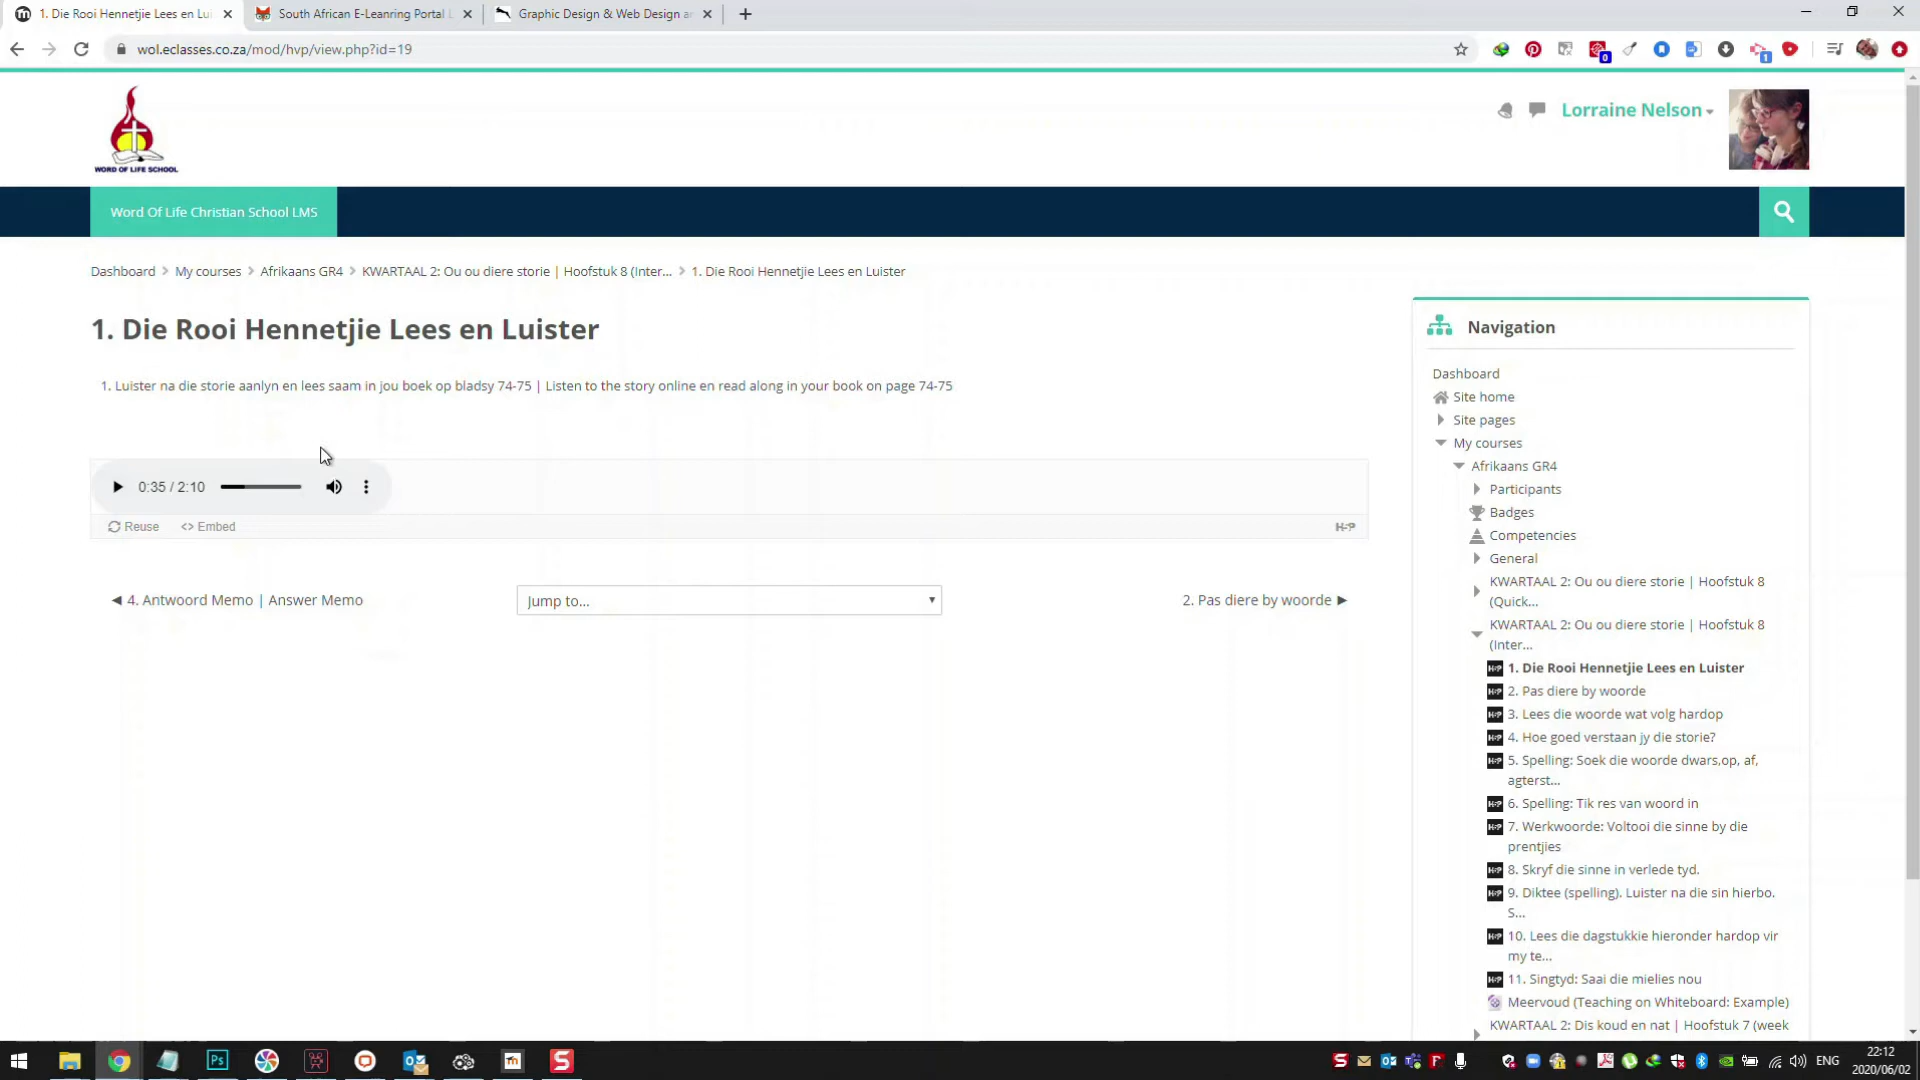 1. Die Rooi Hennetjie Lees en Lui
South African E-Leanring Portal
Graphic Design & Web Design
wol.eclasses.co.za/mod/hvp/view.php?id=19
0
1
WORD OF LIFE SCHOOL
Lorraine Nelson
Word Of Life Christian School LMS
Dashboard > My courses > Afrikaans GR4 > KWARTAAL 2: Ou ou diere storie | Hoofstuk 8 (Inter... > 1. Die Rooi Hennetjie Lees en Luister
1. Die Rooi Hennetjie Lees en Luister
1. Luister na die storie aanlyn en lees saam in jou boek op bladsy 74-75 | Listen to the story online en read along in your book on page 74-75
0:35 / 2:10
Reuse <> Embed
H-P
◀ 4. Antwoord Memo | Answer Memo
Jump to...
2. Pas diere by woorde ▶
Navigation
Dashboard
Site home
Site pages
My courses
Afrikaans GR4
Participants
Badges
Competencies
General
KWARTAAL 2: Ou ou diere storie | Hoofstuk 8
(Quick...
KWARTAAL 2: Ou ou diere storie | Hoofstuk 8
(Inter...
1. Die Rooi Hennetjie Lees en Luister
2. Pas diere by woorde
3. Lees die woorde wat volg hardop
4. Hoe goed verstaan jy die storie?
5. Spelling: Soek die woorde dwars,op, af,
agterst...
6. Spelling: Tik res van woord in
7. Werkwoorde: Voltooi die sinne by die
prentjies
8. Skryf die sinne in verlede tyd.
9. Diktee (spelling). Luister na die sin hierbo.
S...
10. Lees die dagstukkie hieronder hardop vir
my te...
11. Singtyd: Saai die mielies nou
Meervoud (Teaching on Whiteboard: Example)
KWARTAAL 2: Dis koud en nat | Hoofstuk 7 (week
Ps
ENG
22:12
2020/06/02